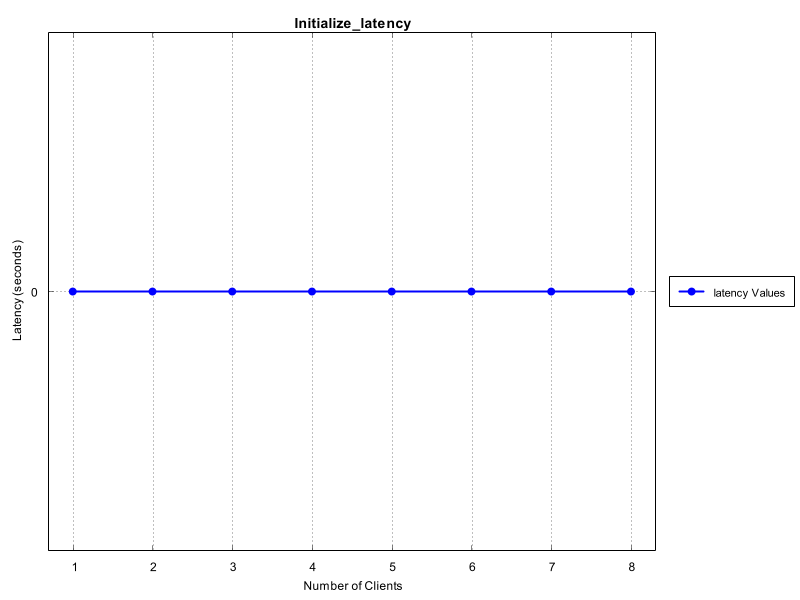 Initialize_latency
Latency (seconds)
0
latency Values
1 2 3 4 5 6 7 8
Number of Clients